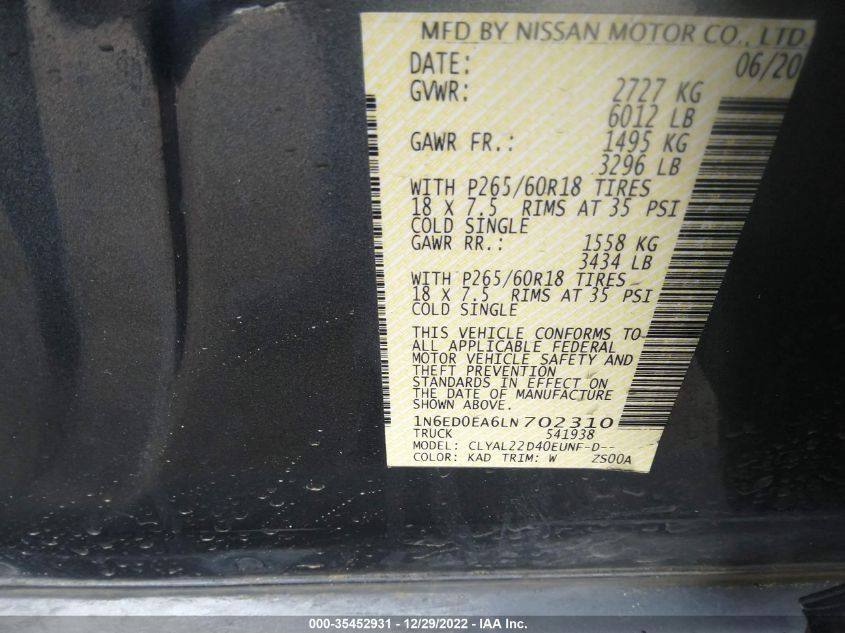 MFD BY NISSAN MOTOR CO., LTD
DATE: 06/20
GVWR: 2727 KG
6012 LB
GAWR FR.: 1495 KG
3296 LB
WITH P265/60R18 TIRES
18 X 7.5 RIMS AT 35 PSI
COLD SINGLE
GAWR RR.: 1558 KG
3434 LB
WITH P265/60R18 TIRES
18 X 7.5 RIMS AT 35 PSI
COLD SINGLE
THIS VEHICLE CONFORMS TO
ALL APPLICABLE FEDERAL
MOTOR VEHICLE SAFETY AND
THEFT PREVENTION
STANDARDS IN EFFECT ON
THE DATE OF MANUFACTURE
SHOWN ABOVE.
1N6ED0EA6LN702310
TRUCK 541938
MODEL: CLYAL22D40EUNF-D--
COLOR: KAD TRIM: W ZS00A
000-35452931 - 12/29/2022 - IAA Inc.